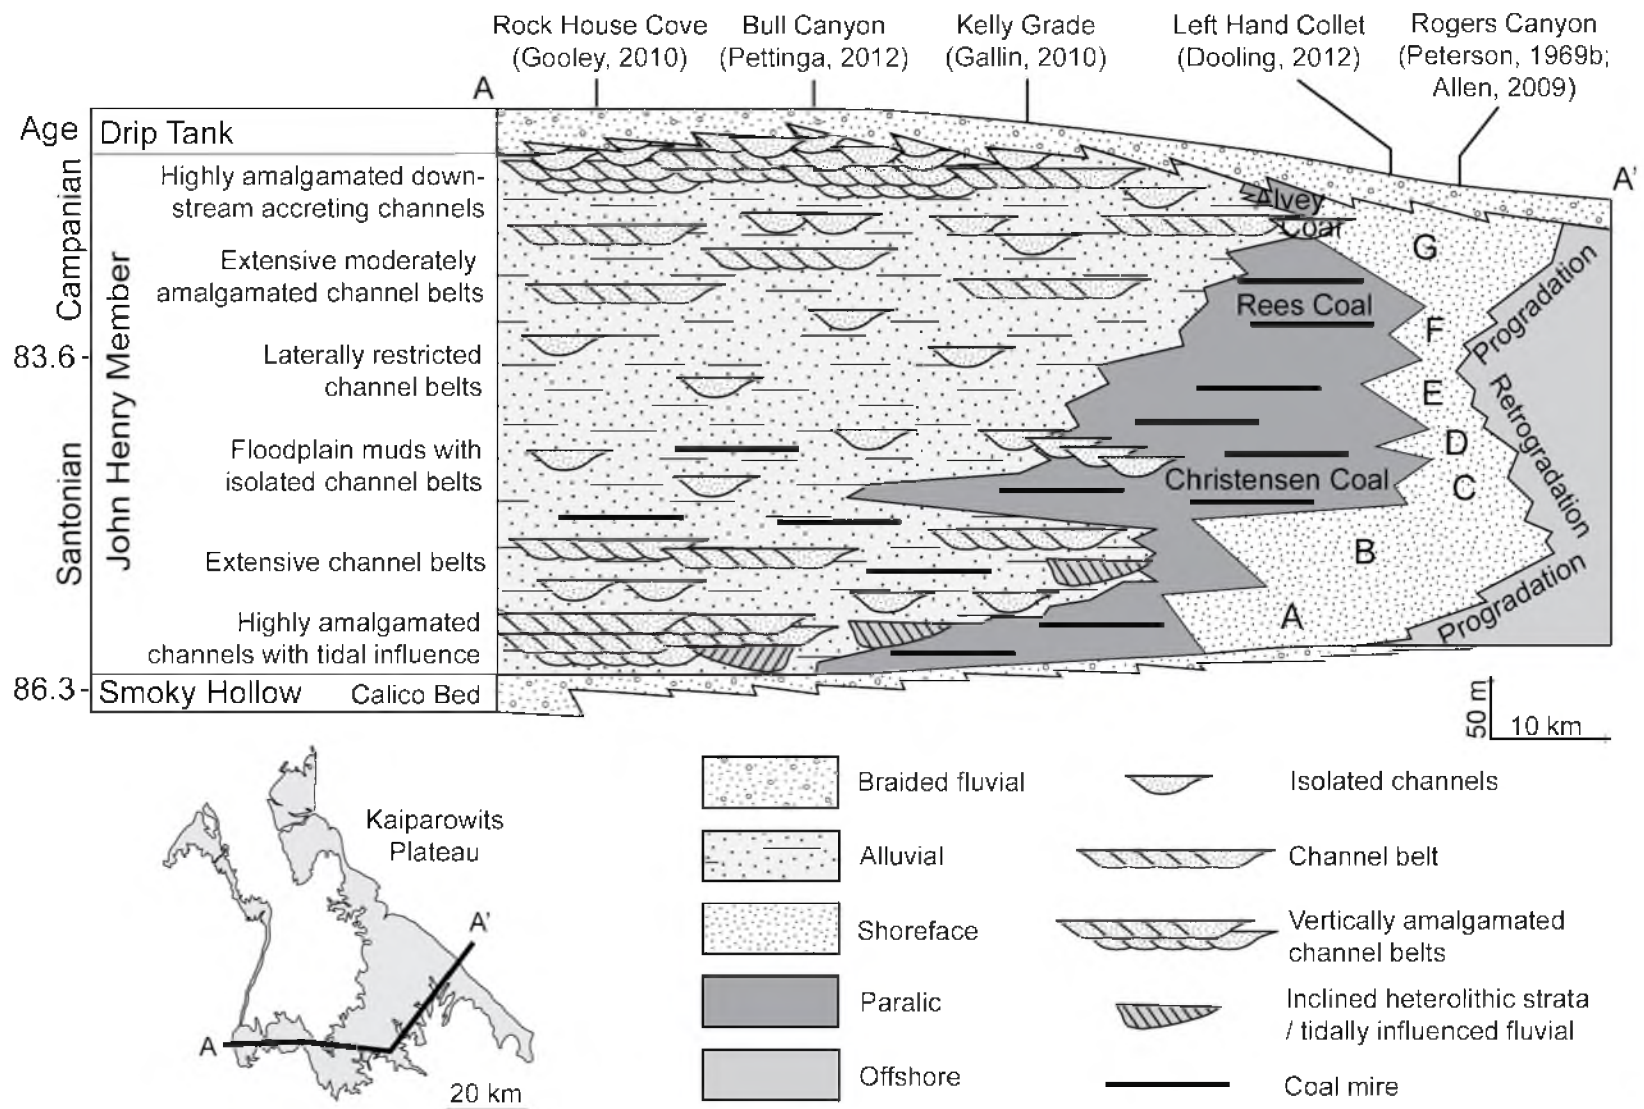 Rock House Cove
(Gooley, 2010)
Bull Canyon
(Pettinga, 2012)
Kelly Grade
(Gallin, 2010)
Left Hand Collet
(Dooling, 2012)
Rogers Canyon
(Peterson, 1969b;
Allen, 2009)
A
A'
Age
Drip Tank
Campanian
83.6
Santonian
86.3
John Henry Member
Highly amalgamated down-
stream accreting channels
Extensive moderately
amalgamated channel belts
Laterally restricted
channel belts
Floodplain muds with
isolated channel belts
Extensive channel belts
Highly amalgamated
channels with tidal influence
Smoky Hollow
Calico Bed
Alvey
Coal
Rees Coal
Christensen Coal
G
F
E
D
C
B
A
Progradation
Retrogradation
Progradation
50 m
10 km
Kaiparowits
Plateau
A
A'
20 km
Braided fluvial
Alluvial
Shoreface
Paralic
Offshore
Isolated channels
Channel belt
Vertically amalgamated
channel belts
Inclined heterolithic strata
/ tidally influenced fluvial
Coal mire